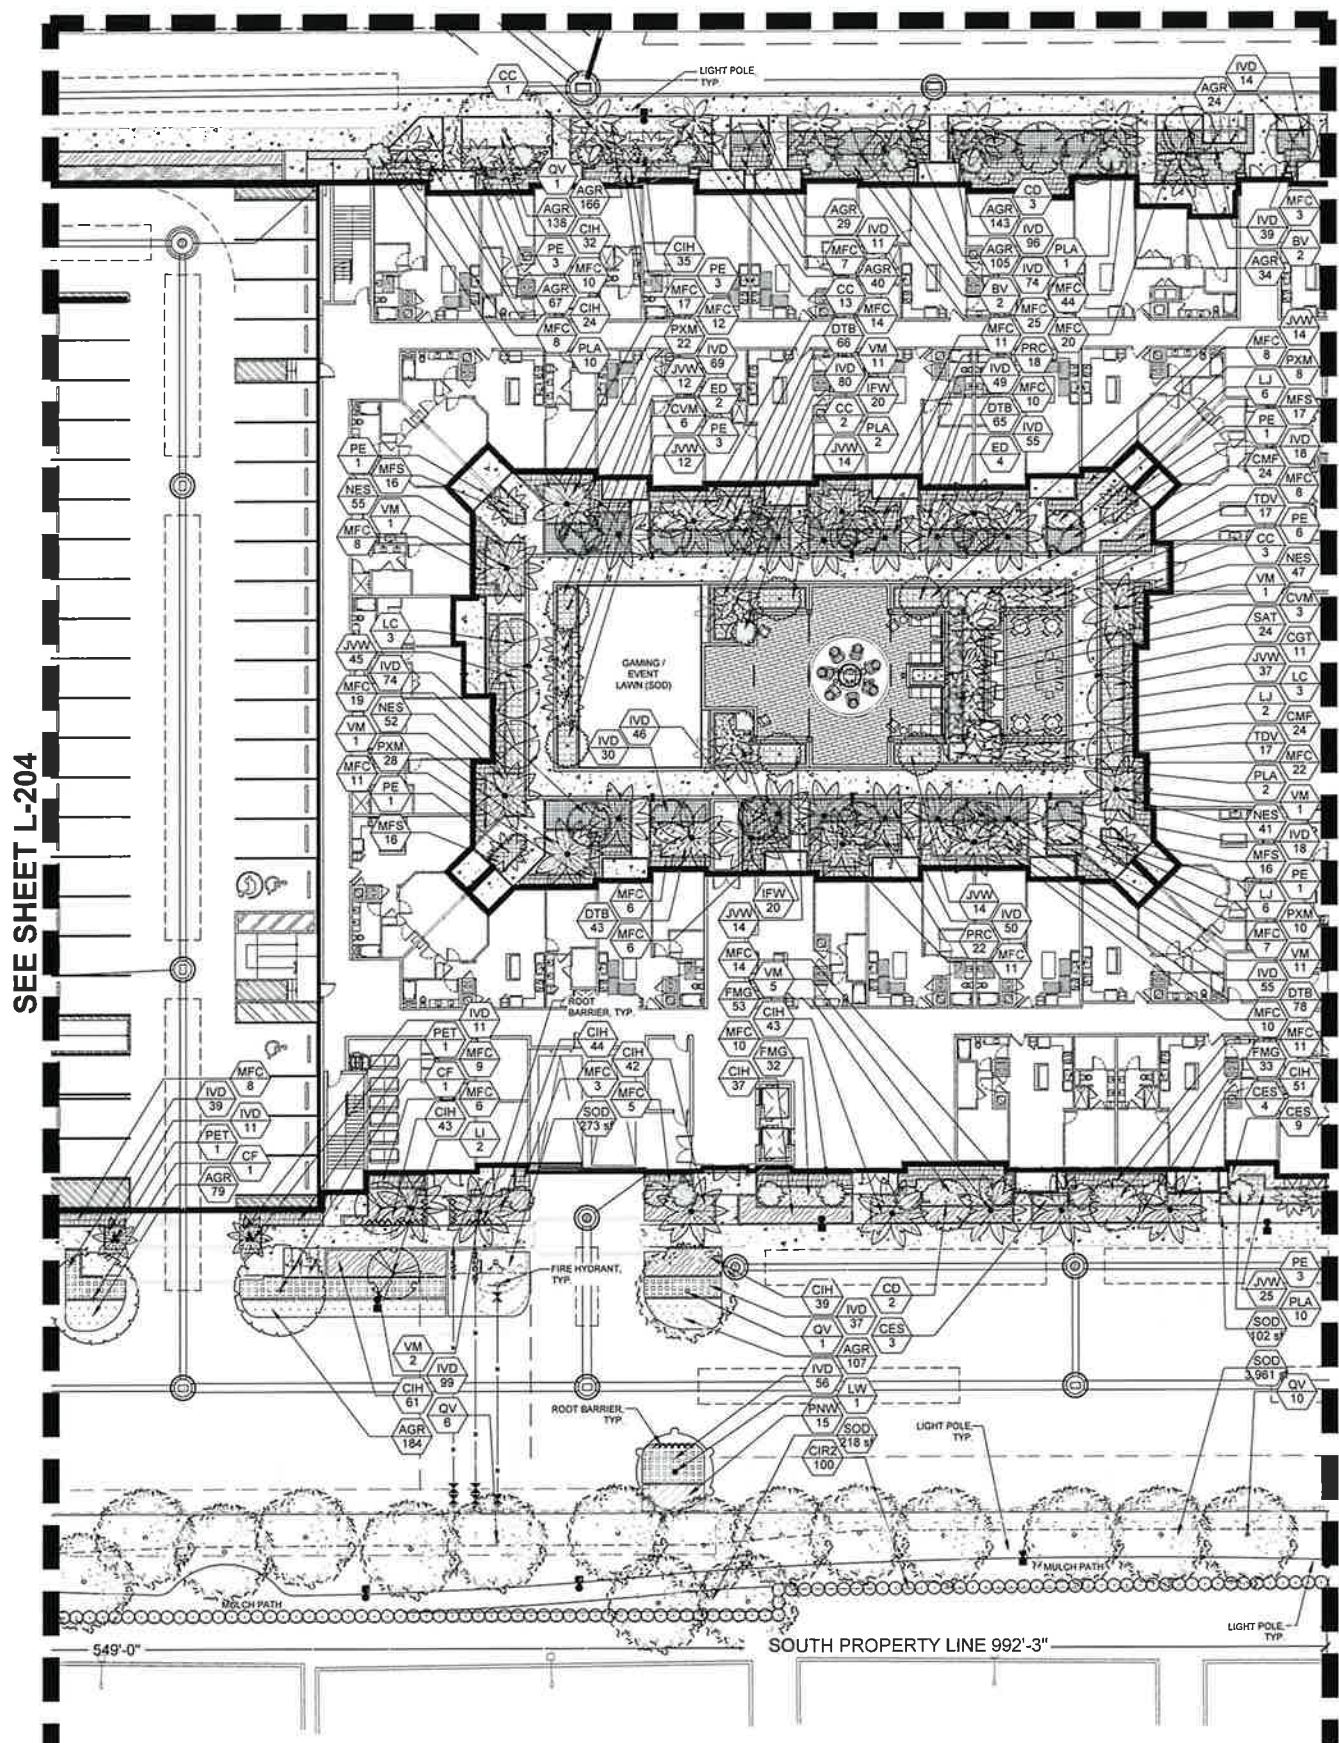 LIGHT POLE,
TYP.
CC
1
IVD
14
AGR
24
QV
1
AGR
166
AGR
138
CIH
32
PE
3
MFC
10
AGR
67
CIH
24
MFC
8
PLA
10
CIH
35
PE
3
MFC
17
MFC
12
PXM
22
IVD
69
JVW
12
ED
2
CVM
6
PE
3
JVW
12
AGR
29
IVD
11
MFC
7
AGR
40
CC
13
MFC
14
DTB
66
VM
11
IVD
80
IFW
20
CC
2
PLA
2
JVW
14
CD
3
AGR
143
IVD
96
AGR
105
PLA
1
IVD
74
BV
2
MFC
44
MFC
25
MFC
11
MFC
20
PRC
18
IVD
49
MFC
10
DTB
65
IVD
55
ED
4
MFC
3
IVD
39
BV
2
AGR
34
JVW
14
MFC
8
PXM
8
LJ
6
MFS
17
PE
1
IVD
18
CMF
24
MFC
8
TDV
17
PE
6
CC
3
NES
47
VM
1
CVM
3
SAT
24
CGT
11
JVW
37
LC
3
LJ
2
CMF
24
TDV
17
MFC
22
PLA
2
VM
1
NES
41
IVD
18
MFS
16
PE
1
LJ
6
PXM
10
MFC
7
VM
11
IVD
55
DTB
78
MFC
10
MFC
11
FMG
33
CIH
51
CES
4
CES
9
PE
1
MFS
16
NES
55
VM
1
MFC
8
LC
3
JVW
45
IVD
74
MFC
19
NES
52
VM
1
PXM
28
MFC
11
PE
1
MFS
16
GAMING /
EVENT
LAWN (SOD)
IVD
46
IVD
30
SEE SHEET L-204
MFC
6
DTB
43
MFC
6
IFW
20
JVW
14
MFC
14
VM
5
FMG
53
CIH
43
MFC
10
FMG
32
CIH
37
JVW
14
IVD
50
PRC
22
MFC
11
ROOT
BARRIER, TYP.
IVD
11
PET
1
MFC
9
CF
1
MFC
6
CIH
43
LI
2
CIH
44
CIH
42
MFC
3
MFC
5
SOD
273 sf
MFC
8
IVD
39
IVD
11
PET
1
CF
1
AGR
79
FIRE HYDRANT,
TYP.
CIH
39
CD
2
IVD
37
QV
1
CES
3
AGR
107
IVD
56
LW
1
PNW
15
SOD
218 sf
CIR2
100
VM
2
IVD
99
CIH
61
QV
6
AGR
184
ROOT BARRIER,
TYP.
LIGHT POLE,
TYP.
PE
3
JVW
25
PLA
10
SOD
102 sf
SOD
3,961 sf
QV
10
MULCH PATH
MULCH PATH
LIGHT POLE,
TYP.
549'-0"
SOUTH PROPERTY LINE 992'-3"